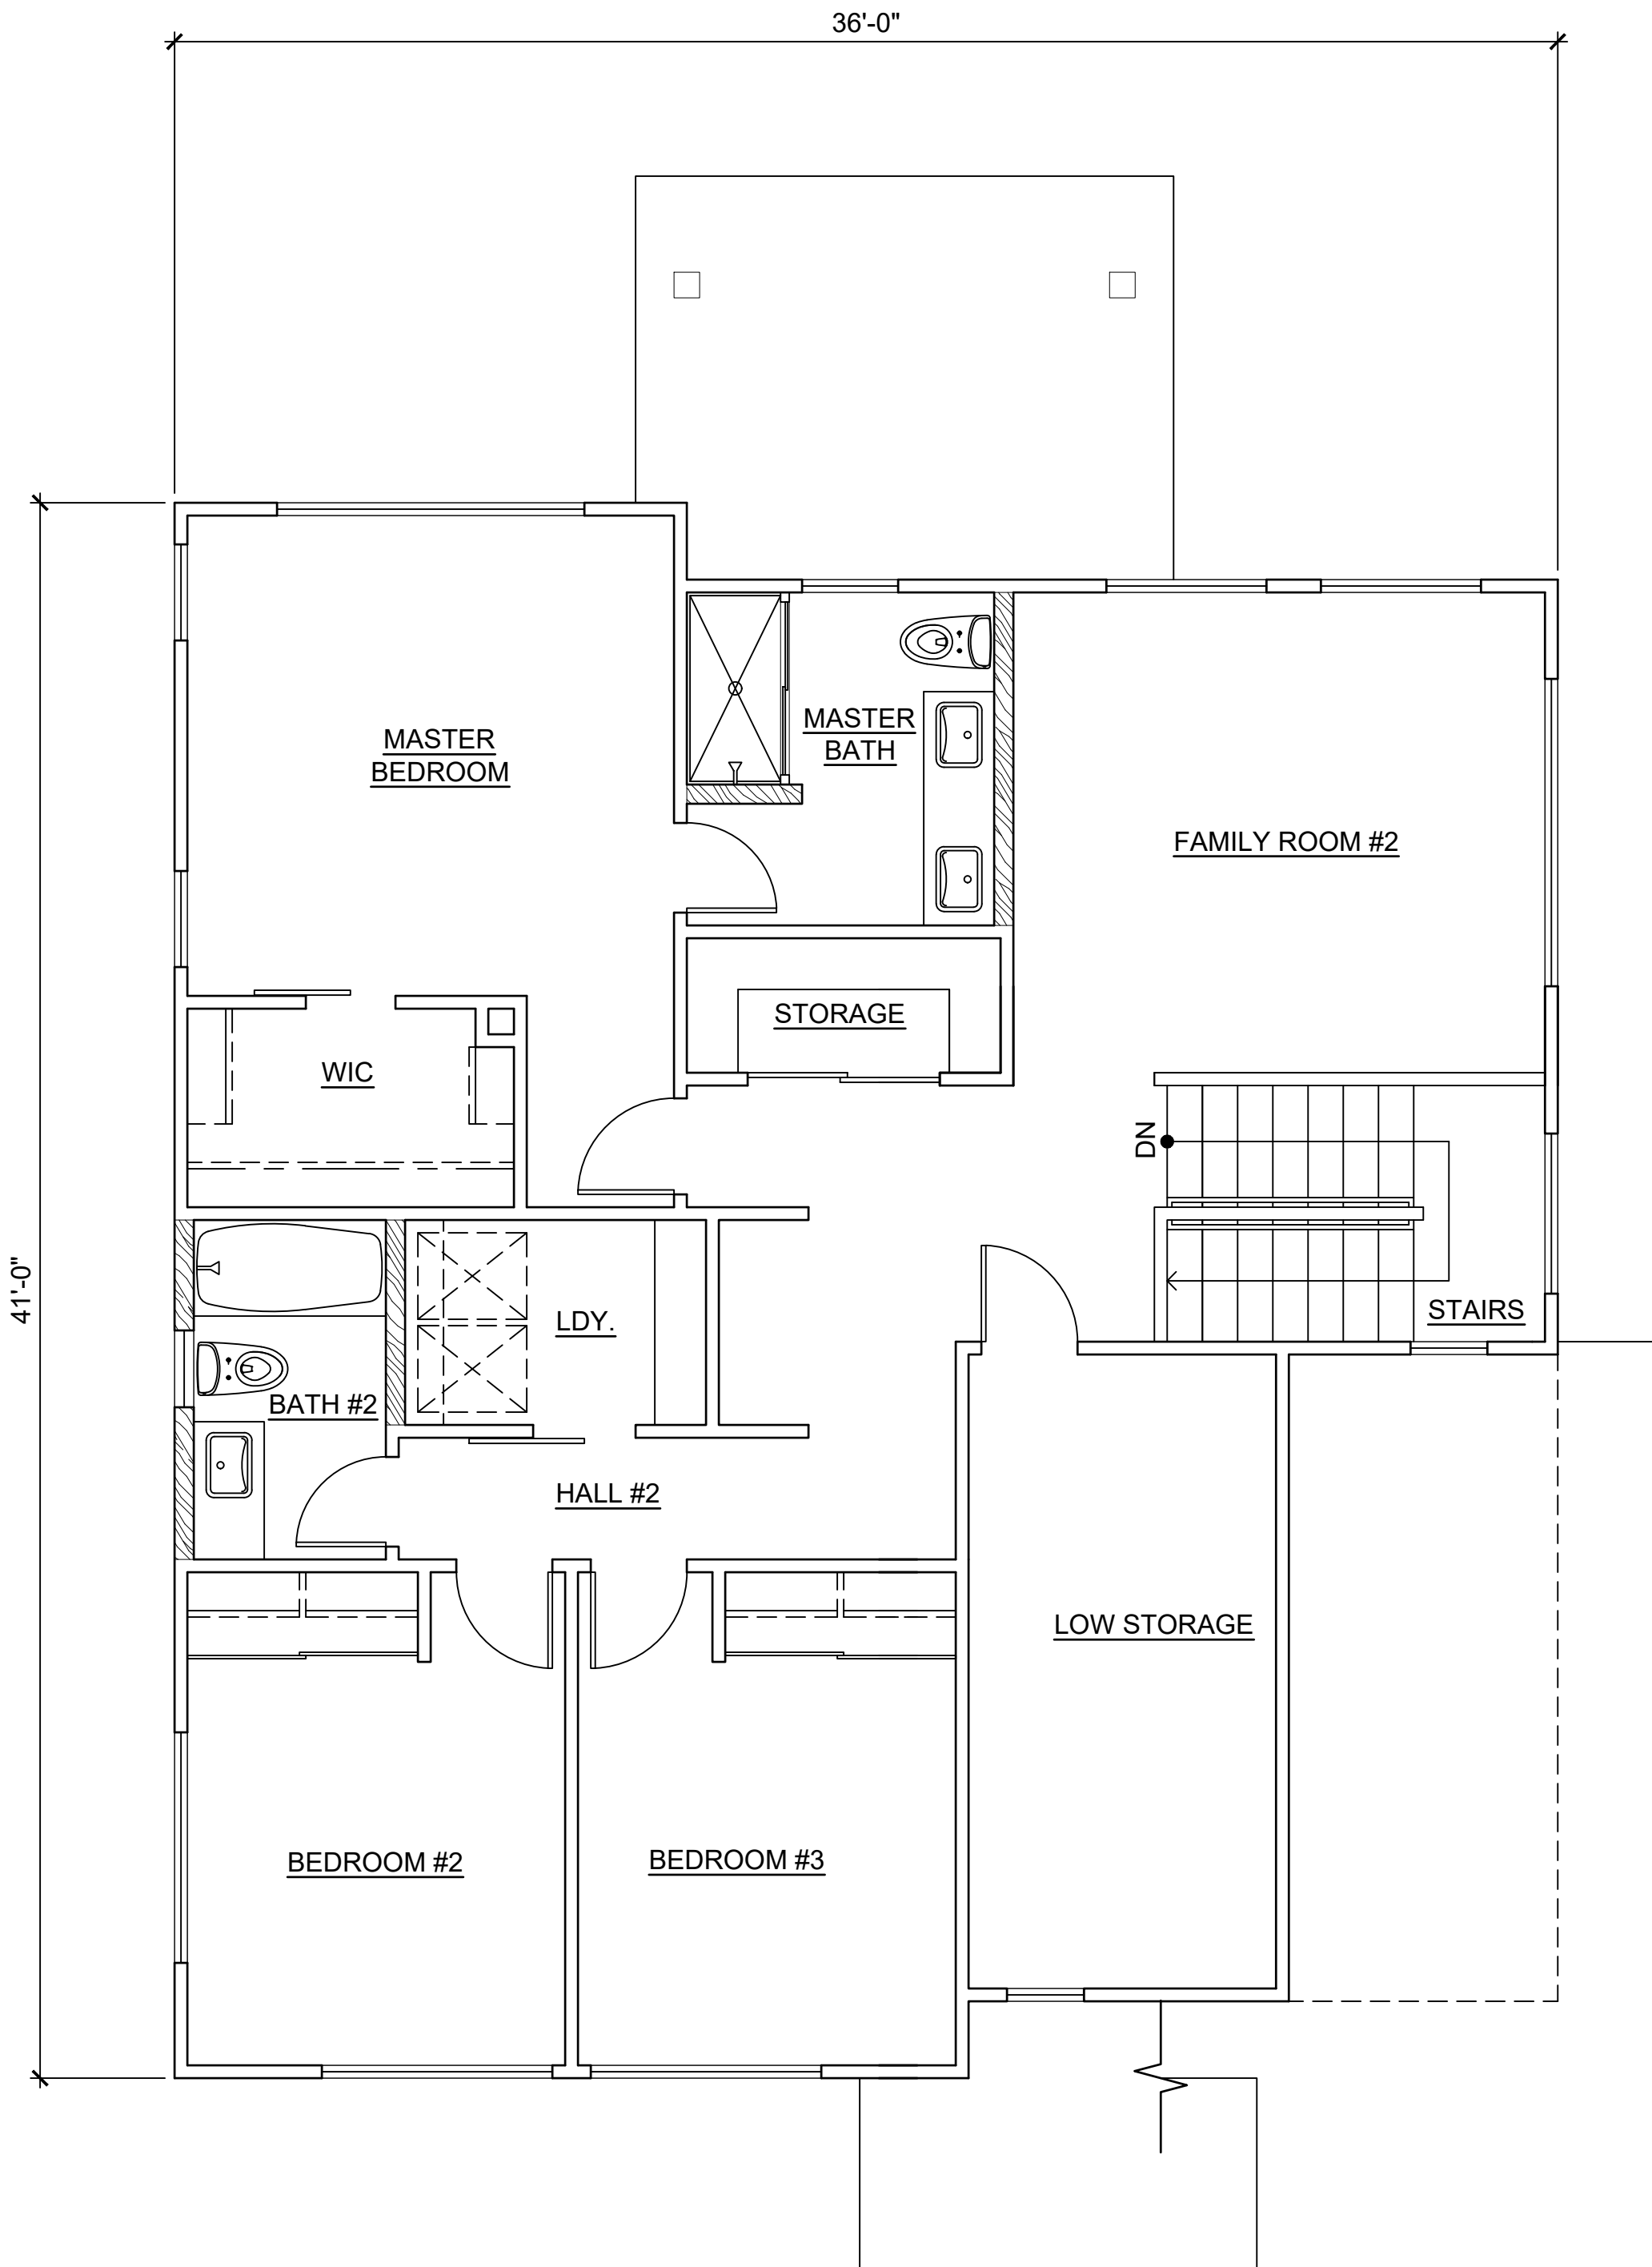 36'-0"
MASTER
BEDROOM
MASTER
BATH
FAMILY ROOM #2
STORAGE
WIC
DN
41'-0"
LDY.
STAIRS
BATH #2
HALL #2
LOW STORAGE
BEDROOM #2
BEDROOM #3